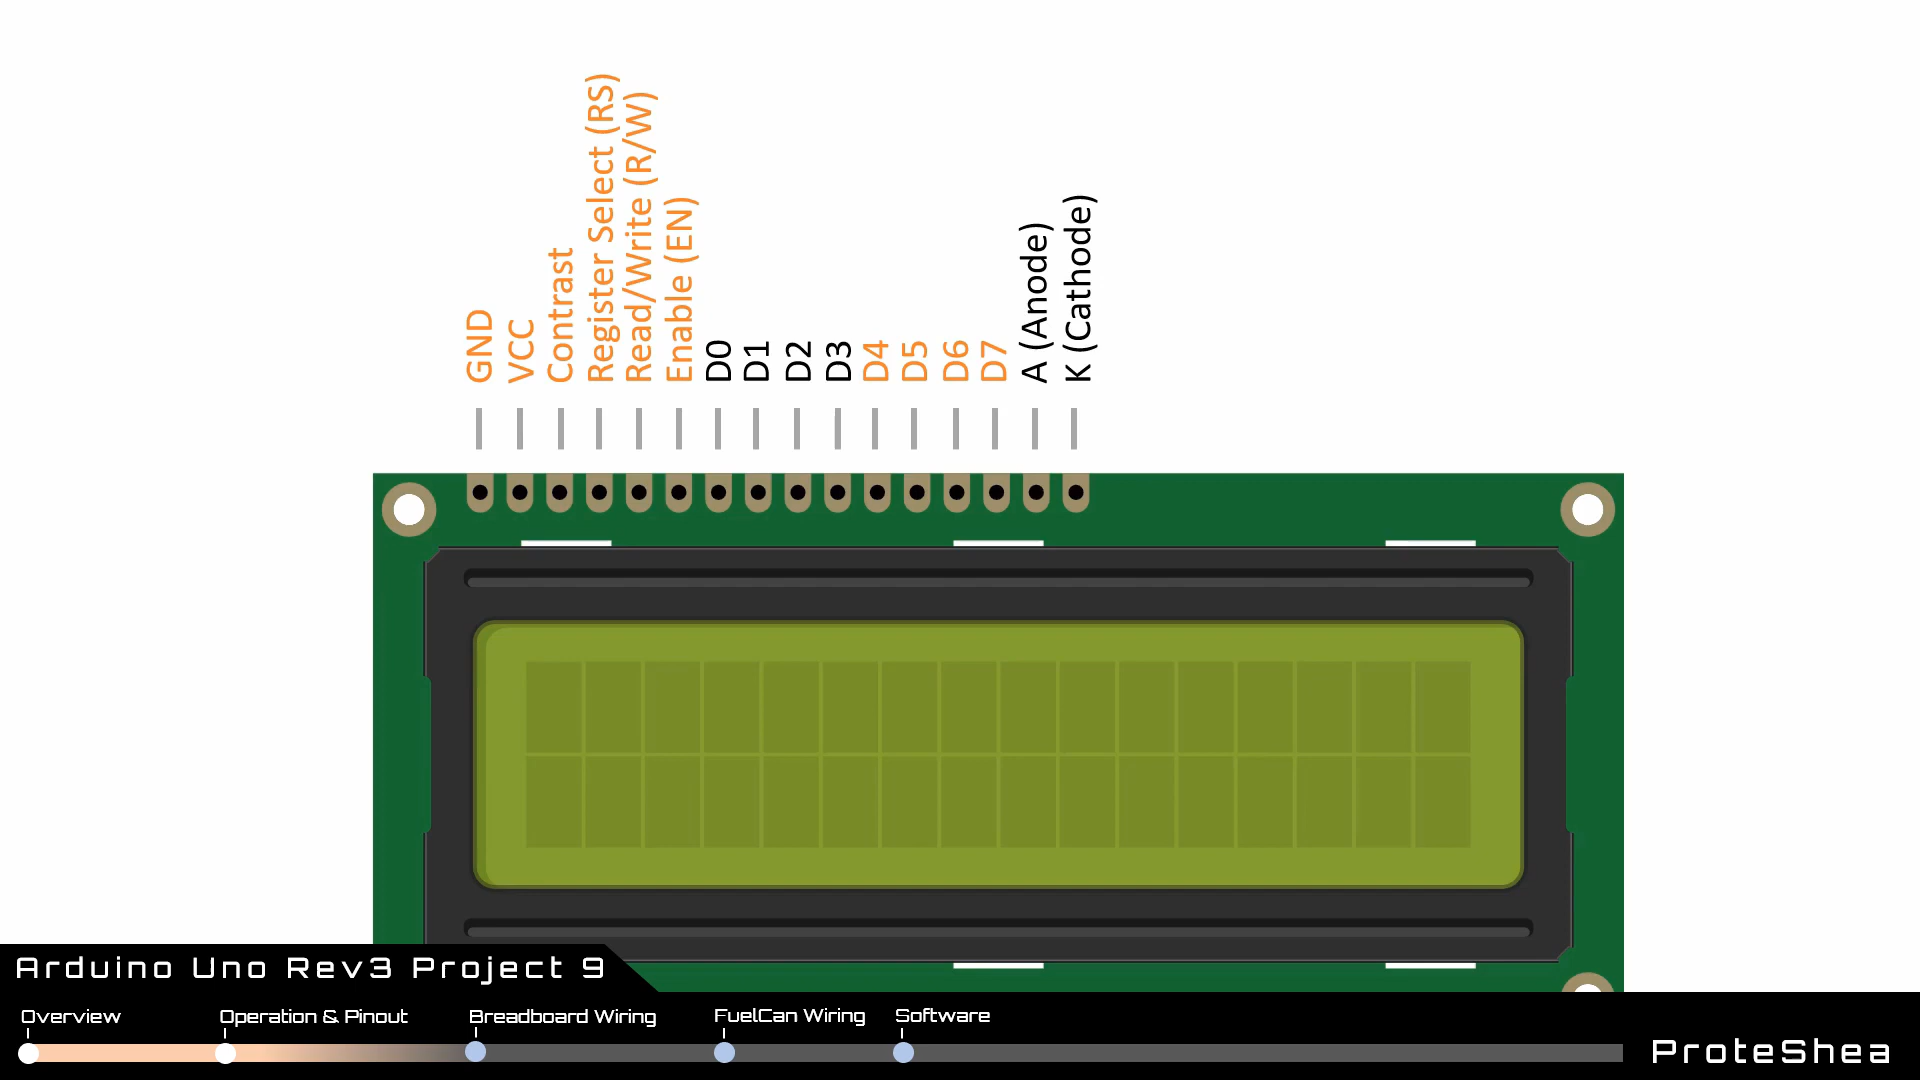 GND
VCC
Contrast
Register Select (RS)
Read/Write (R/W)
Enable (EN)
D0
D1
D2
D3
D4
D5
D6
D7
A (Anode)
K (Cathode)
Arduino Uno Rev3 Project 9
Overview
Operation & Pinout
Breadboard Wiring
FuelCan Wiring
Software
ProteShea